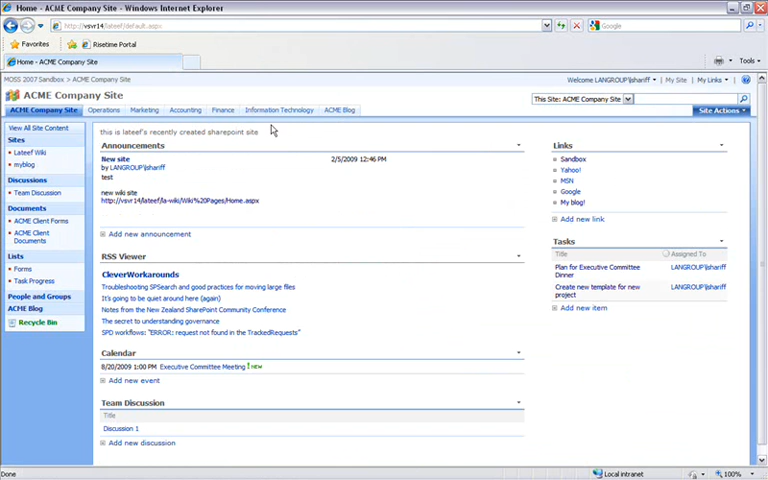 Home - ACME Company Site - Windows Internet Explorer
http://vsvr14/lateef/default.aspx
Google
Favorites
Risetime Portal
Home - ACME Company Site
Tools
MOSS 2007 Sandbox > ACME Company Site
Welcome LANGROUP\jshariff
My Site
My Links
ACME Company Site
This Site: ACME Company Site
ACME Company Site
Operations
Marketing
Accounting
Finance
Information Technology
ACME Blog
Site Actions
View All Site Content
Sites
Lateef Wiki
myblog
Discussions
Team Discussion
Documents
ACME Client Forms
ACME Client
Documents
Lists
Forms
Task Progress
People and Groups
ACME Blog
Recycle Bin
this is lateef's recently created sharepoint site
Announcements
New site
2/5/2009 12:46 PM
by LANGROUP\jshariff
test
new wiki site
http://vsvr14/lateef/la-wiki/Wiki%20Pages/Home.aspx
Add new announcement
RSS Viewer
CleverWorkarounds
Troubleshooting SPSearch and good practices for moving large files
It's going to be quiet around here (again)
Notes from the New Zealand SharePoint Community Conference
The secret to understanding governance
SPD workflows: "ERROR: request not found in the TrackedRequests"
Calendar
8/20/2009 1:00 PM Executive Committee Meeting ! NEW
Add new event
Team Discussion
Title
Discussion 1
Add new discussion
Links
Sandbox
Yahoo!
MSN
Google
My blog!
Add new link
Tasks
Title
Assigned To
Plan for Executive Committee
Dinner
LANGROUP\jshariff
Create new template for new
project
LANGROUP\jshariff
Add new item
Done
Local intranet
100%